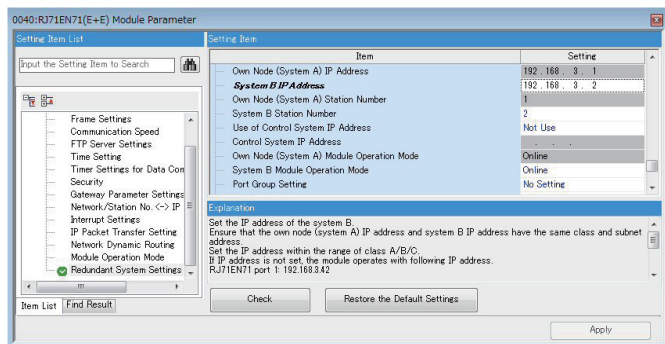 0040:RJ71EN71(E+E) Module Parameter
Setting Item List
Input the Setting Item to Search
Frame Settings
Communication Speed
FTP Server Settings
Time Setting
Timer Settings for Data Con
Security
Gateway Parameter Settings
Network/Station No. <-> IP
Interrupt Settings
IP Packet Transfer Setting
Network Dynamic Routing
Module Operation Mode
Redundant System Settings
Item List Find Result
Setting Item
Item Setting
Own Node (System A) IP Address 192 . 168 . 3 . 1
System B IP Address 192 . 168 . 3 . 2
Own Node (System A) Station Number 1
System B Station Number 2
Use of Control System IP Address Not Use
Control System IP Address . . .
Own Node (System A) Module Operation Mode Online
System B Module Operation Mode Online
Port Group Setting No Setting
Explanation
Set the IP address of the system B.
Ensure that the own node (system A) IP address and system B IP address have the same class and subnet
address.
Set the IP address within the range of class A/B/C.
If IP address is not set, the module operates with following IP address.
RJ71EN71 port 1: 192.168.3.42
Check Restore the Default Settings
Apply